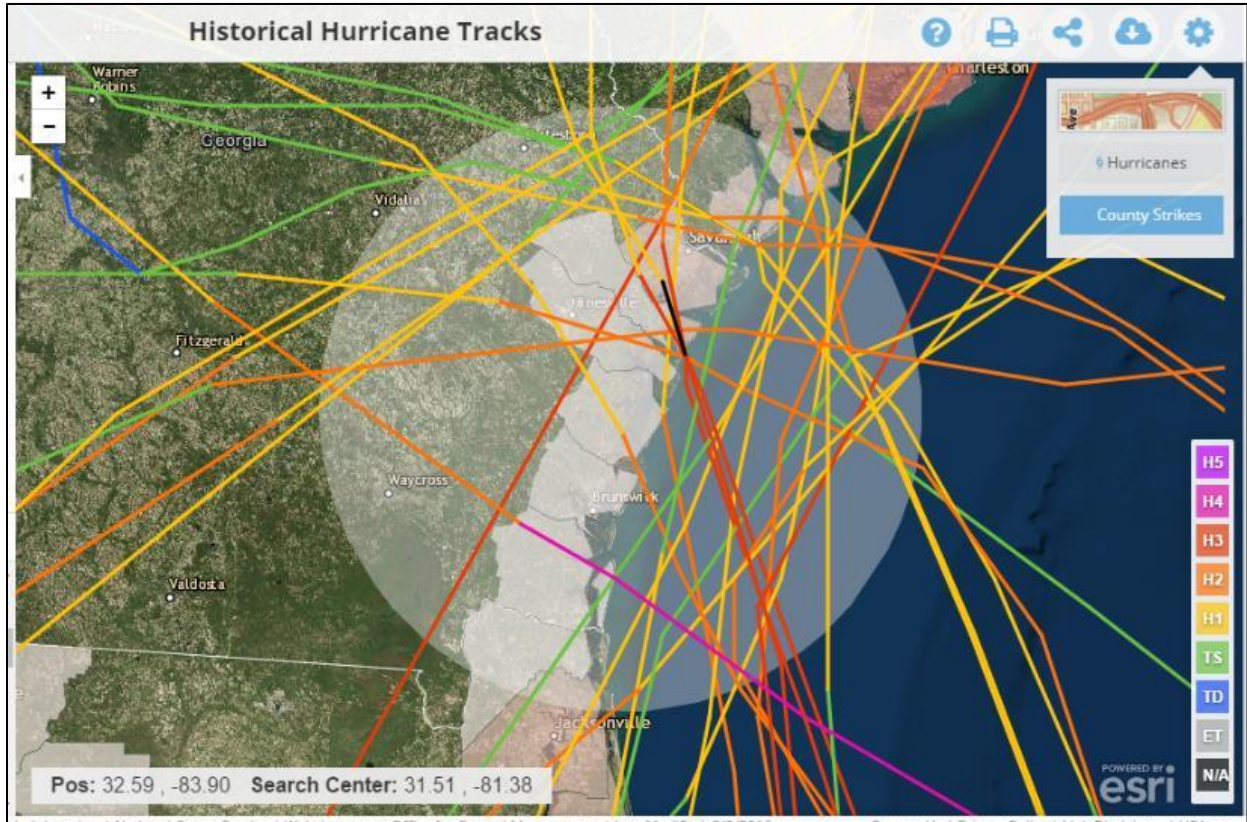 Historical Hurricane Tracks
Charleston
Warner
Robins
+
−
Georgia
Hurricanes
Vidalia
County Strikes
Savannah
Hinesville
Fitzgerald
Waycross
Brunswick
Valdosta
Jacksonville
H5
H4
H3
H2
H1
TS
TD
ET
N/A
Pos: 32.59 , -83.90 Search Center: 31.51 , -81.38
POWERED BY
esri